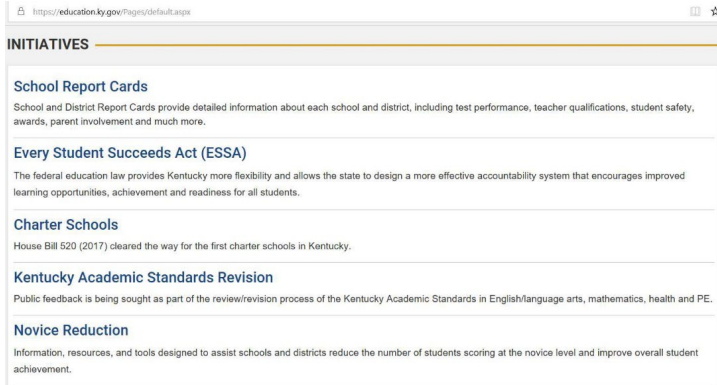 https://education.ky.gov/Pages/default.aspx
INITIATIVES
School Report Cards
School and District Report Cards provide detailed information about each school and district, including test performance, teacher qualifications, student safety,
awards, parent involvement and much more.
Every Student Succeeds Act (ESSA)
The federal education law provides Kentucky more flexibility and allows the state to design a more effective accountability system that encourages improved
learning opportunities, achievement and readiness for all students.
Charter Schools
House Bill 520 (2017) cleared the way for the first charter schools in Kentucky.
Kentucky Academic Standards Revision
Public feedback is being sought as part of the review/revision process of the Kentucky Academic Standards in English/language arts, mathematics, health and PE.
Novice Reduction
Information, resources, and tools designed to assist schools and districts reduce the number of students scoring at the novice level and improve overall student
achievement.